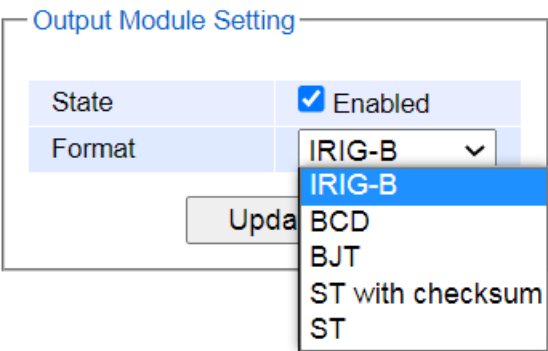 Output Module Setting
State Enabled
Format IRIG-B
IRIG-B
Upda BCD
BJT
ST with checksum
ST